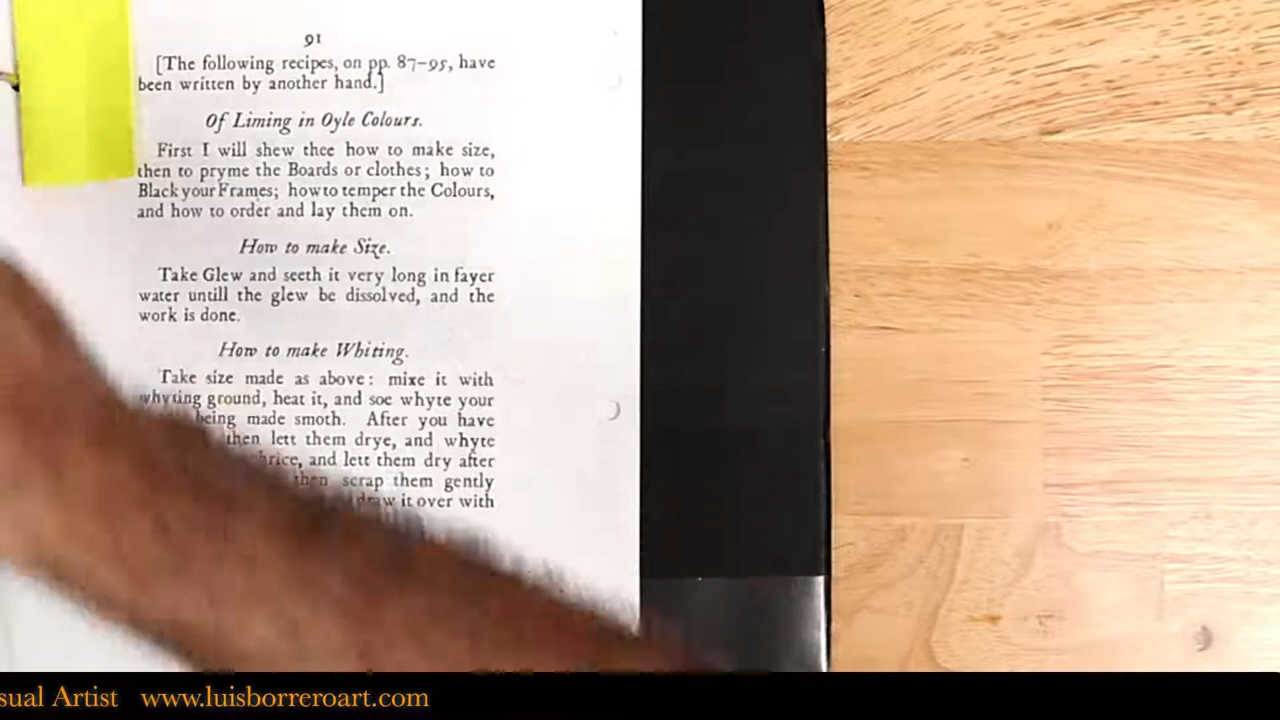 91
[The following recipes, on pp. 87–95, have
been written by another hand.]
Of Liming in Oyle Colours.
First I will shew thee how to make size,
then to pryme the Boards or clothes; how to
Black your Frames; how to temper the Colours,
and how to order and lay them on.
How to make Size.
Take Glew and seeth it very long in fayer
water untill the glew be dissolved, and the
work is done.
How to make Whiting.
Take size made as above: mixe it with
whyting ground, heat it, and soe whyte your
being made smoth. After you have
then lett them drye, and whyte
thrice, and lett them dry after
then scrap them gently
draw it over with
sual Artist www.luisborreroart.com